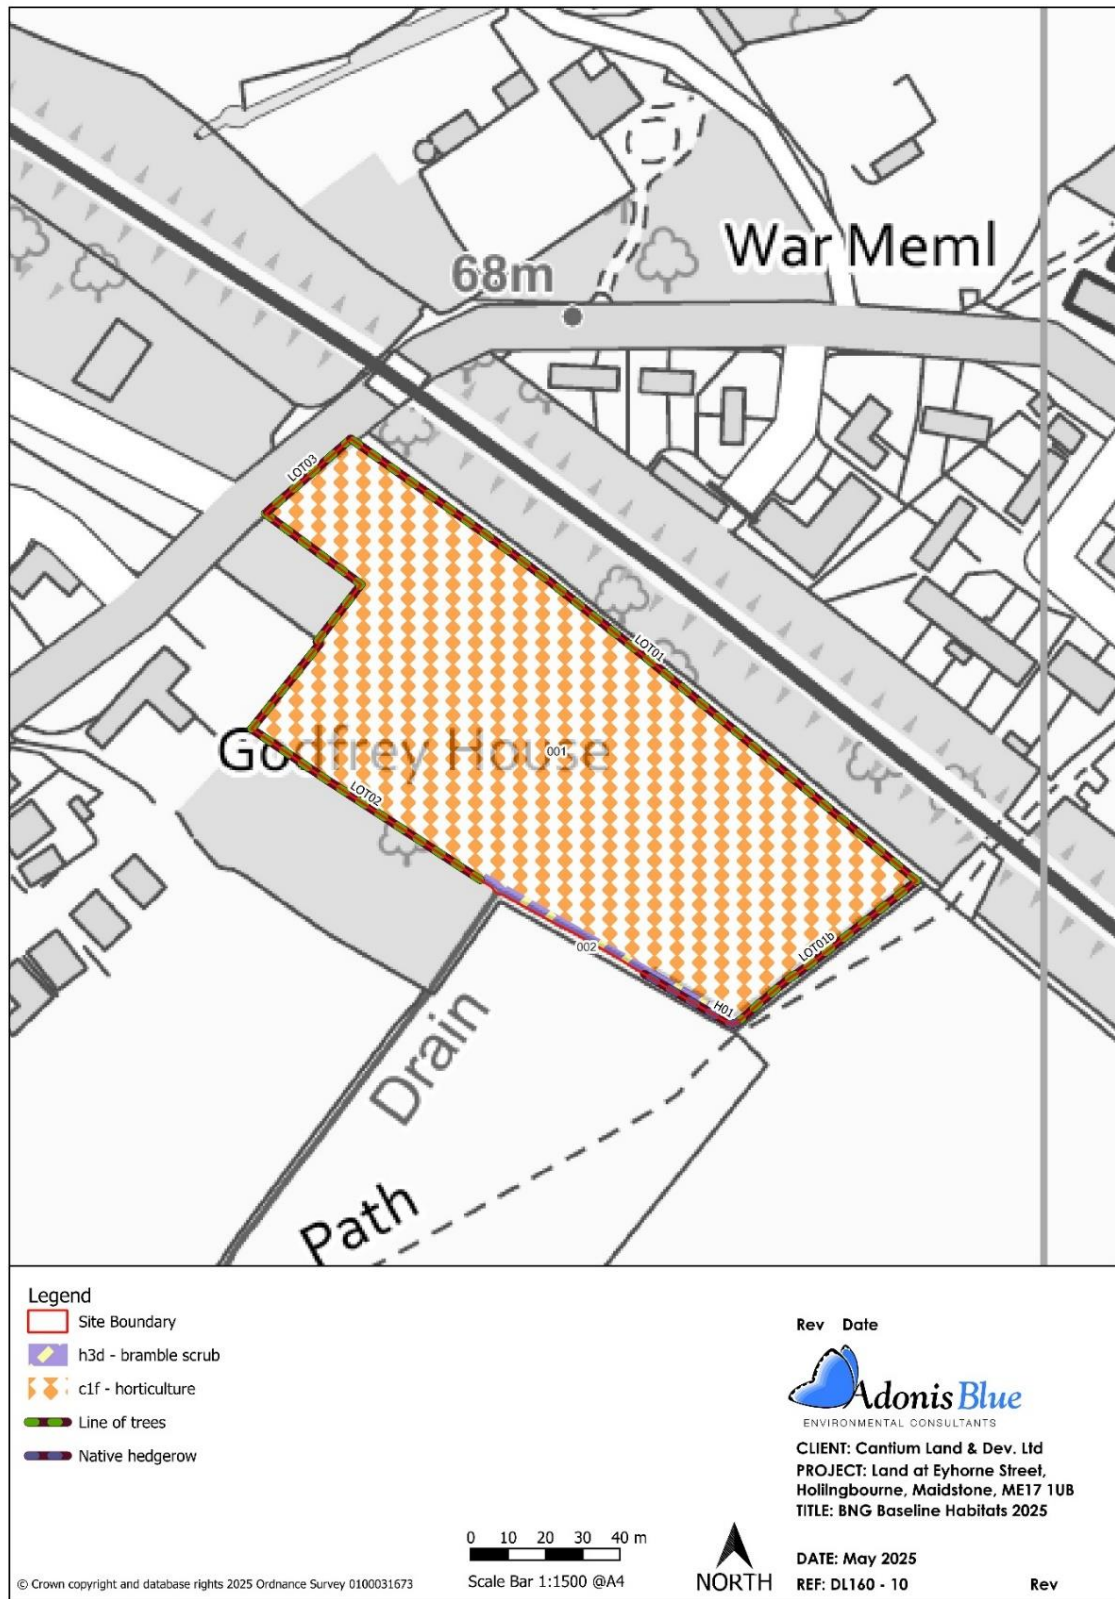 War Meml
68m
LOT03
LOT01
Godfrey House
001
LOT02
LOT01b
002
H01
Drain
Path
Legend
Site Boundary
h3d - bramble scrub
c1f - horticulture
Line of trees
Native hedgerow
Rev Date
Adonis Blue
ENVIRONMENTAL CONSULTANTS
CLIENT: Cantium Land & Dev. Ltd
PROJECT: Land at Eyhorne Street,
Holilngbourne, Maidstone, ME17 1UB
TITLE: BNG Baseline Habitats 2025
0 10 20 30 40 m
Scale Bar 1:1500 @A4
NORTH
DATE: May 2025
REF: DL160 - 10 Rev
© Crown copyright and database rights 2025 Ordnance Survey 0100031673